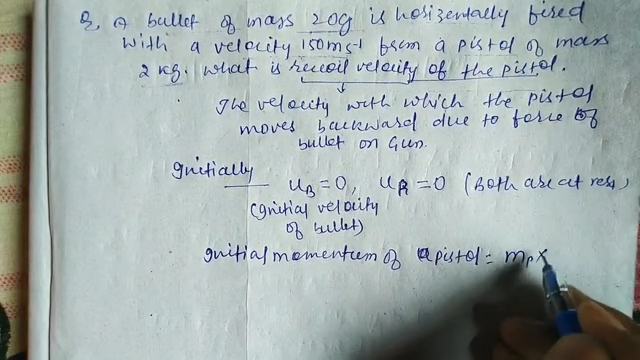 Q. A bullet of mass 20g is horizontally fired
with a velocity 150ms-1 from a pistol of mass
2 kg. what is recoil velocity of the pistol.
The velocity with which the pistol
moves backward due to force of
bullet on Gun.
Initially
uB=0, uP=0 (Both are at rest)
(Initial velocity
of bullet)
Initial momentum of pistol = mp×